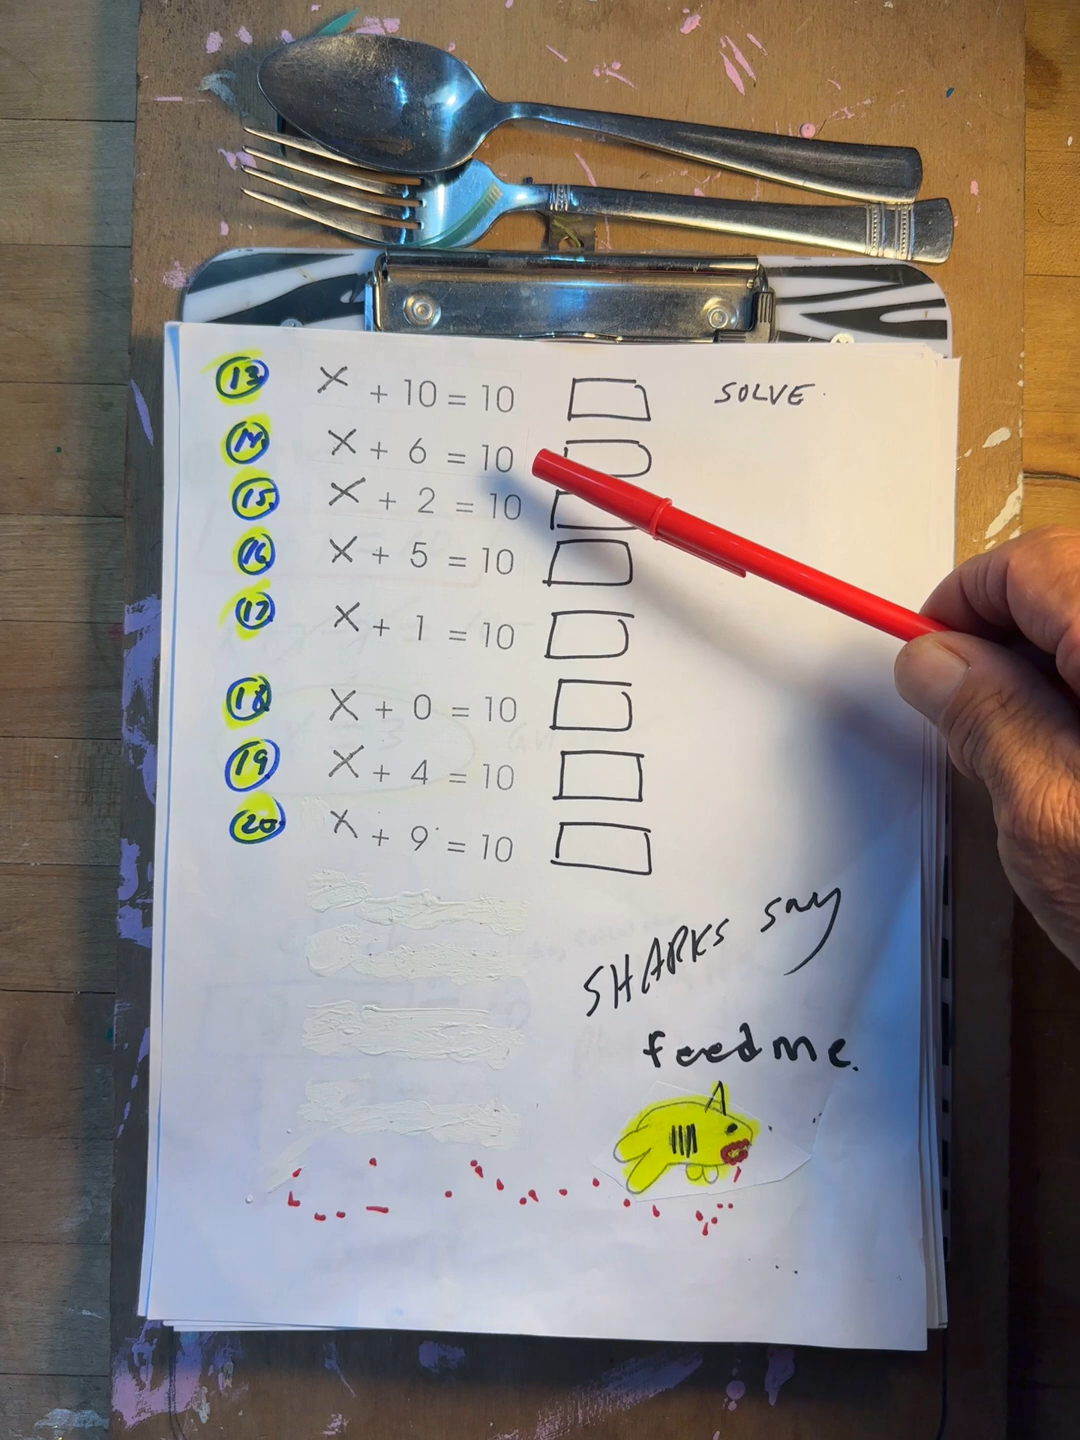 13 X + 10 = 10 SOLVE.
14 X + 6 = 10
15 X + 2 = 10
16 X + 5 = 10
17 X + 1 = 10
18 X + 0 = 10
19 X + 4 = 10
20 X + 9 = 10
SHARKS say
feed me.